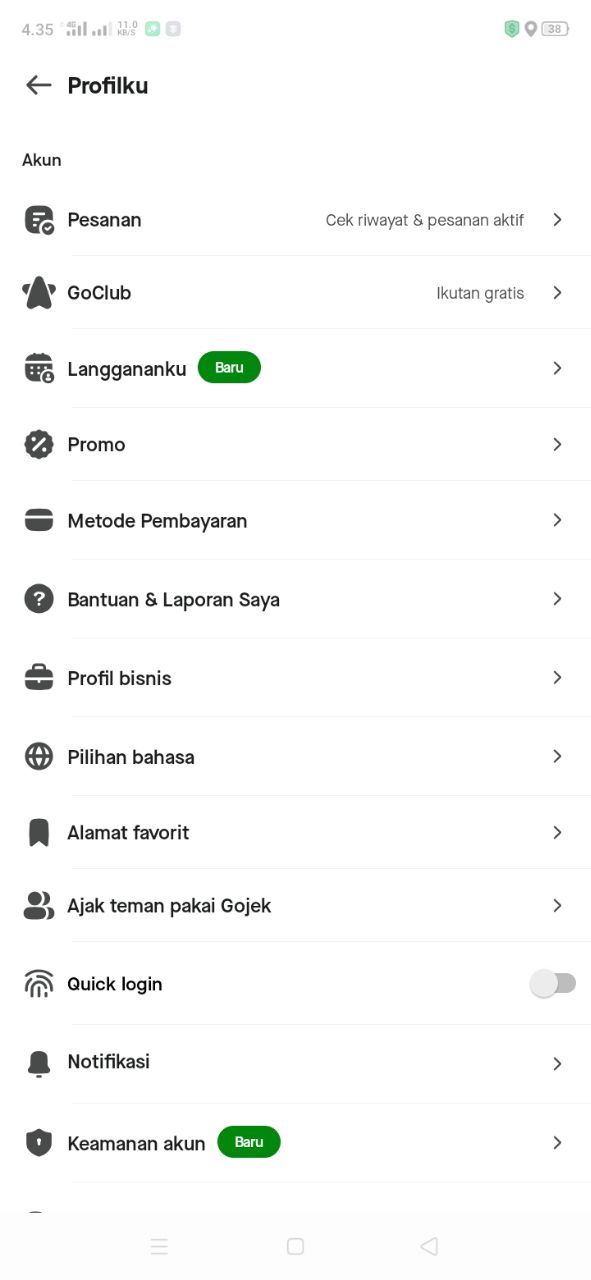 4.35 4G 11.0 KB/S 38
Profilku
Akun
Pesanan Cek riwayat & pesanan aktif
GoClub Ikutan gratis
Langgananku Baru
Promo
Metode Pembayaran
Bantuan & Laporan Saya
Profil bisnis
Pilihan bahasa
Alamat favorit
Ajak teman pakai Gojek
Quick login
Notifikasi
Keamanan akun Baru